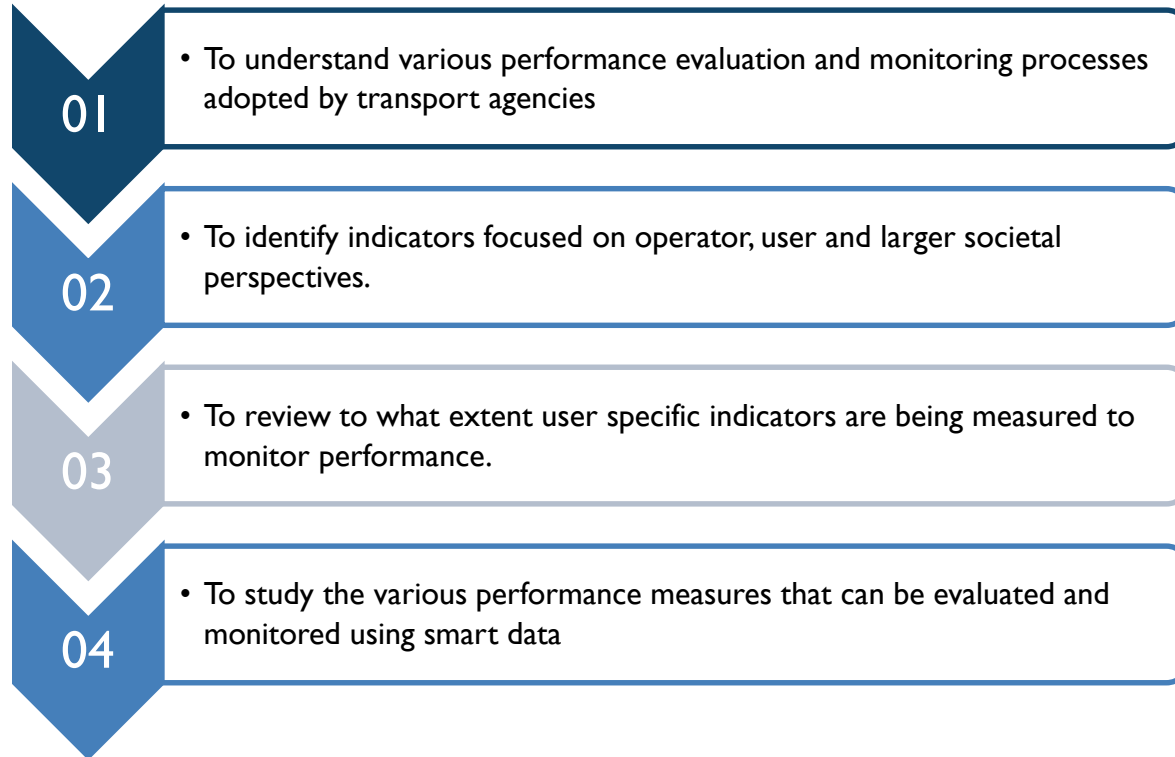 01
• To understand various performance evaluation and monitoring processes
adopted by transport agencies
02
• To identify indicators focused on operator, user and larger societal
perspectives.
03
• To review to what extent user specific indicators are being measured to
monitor performance.
04
• To study the various performance measures that can be evaluated and
monitored using smart data